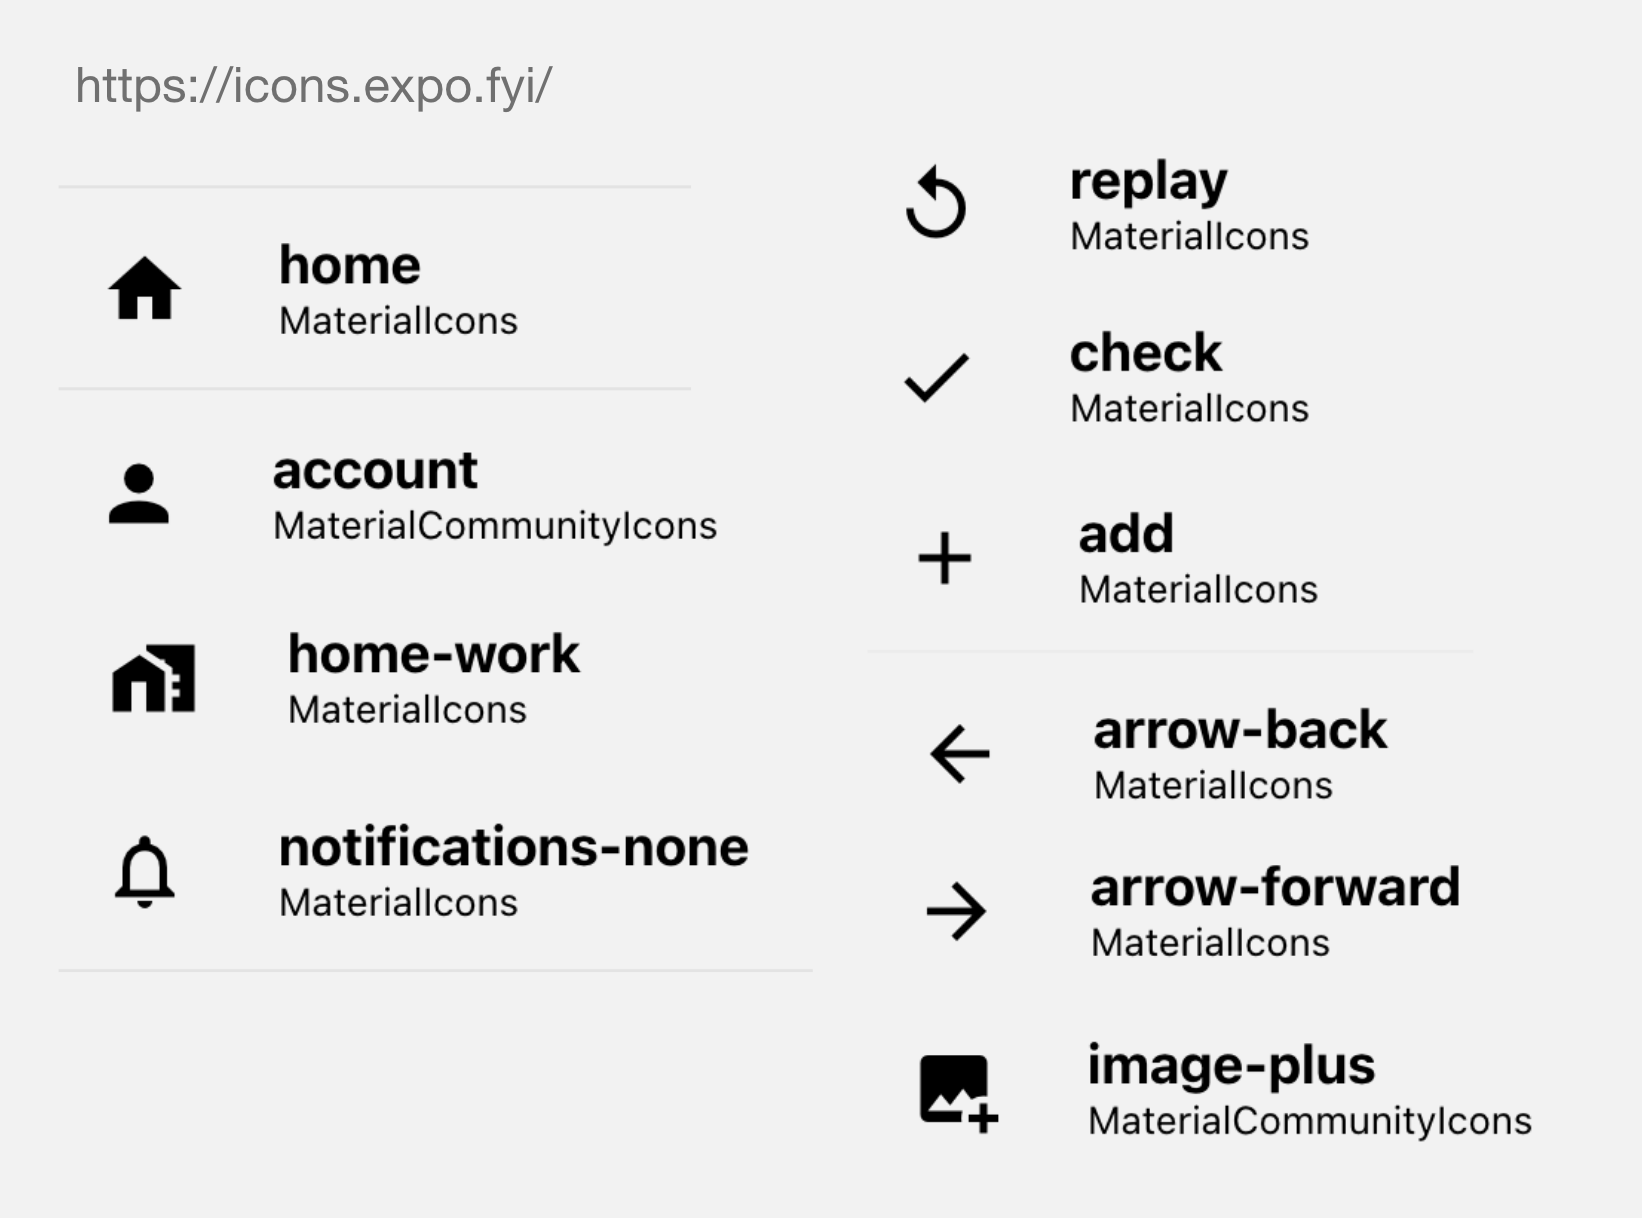 https://icons.expo.fyi/
home
MaterialIcons
account
MaterialCommunityIcons
home-work
MaterialIcons
notifications-none
MaterialIcons
replay
MaterialIcons
check
MaterialIcons
add
MaterialIcons
arrow-back
MaterialIcons
arrow-forward
MaterialIcons
image-plus
MaterialCommunityIcons